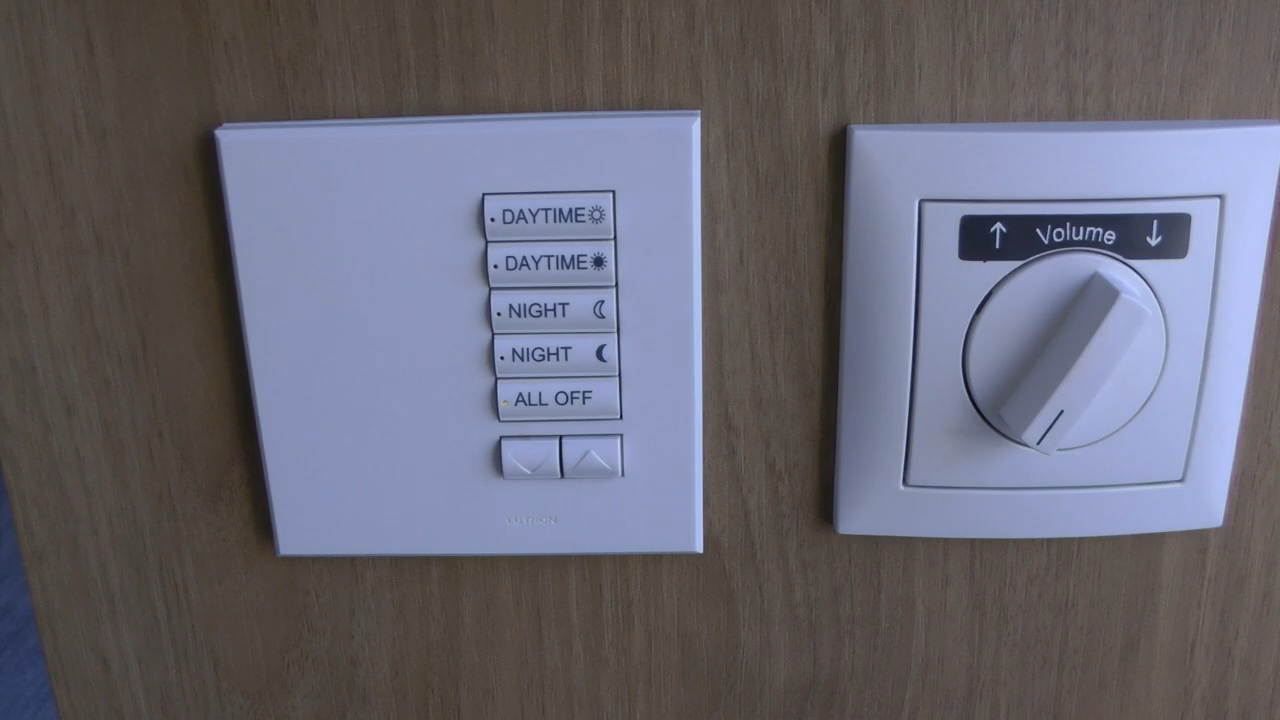 DAYTIME
DAYTIME
NIGHT
NIGHT
ALL OFF
LUTRON
↑ Volume ↓